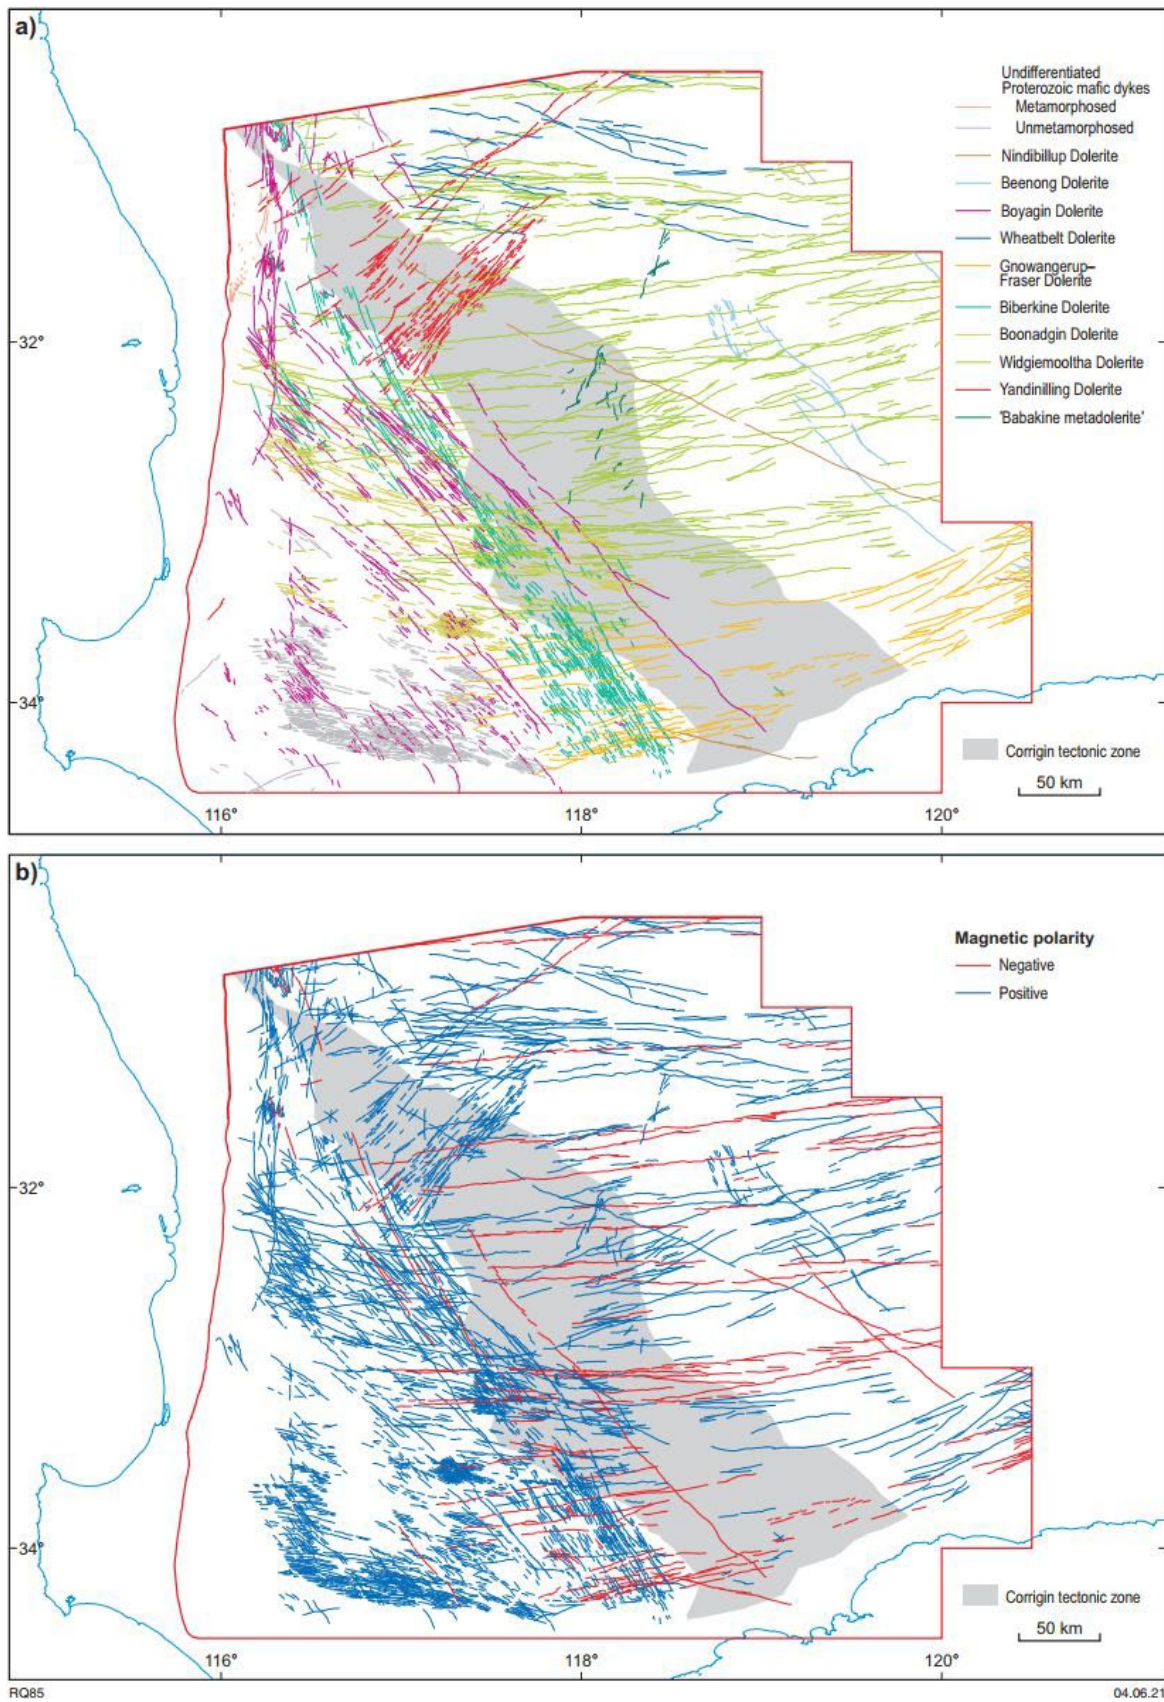 a)
Undifferentiated
Proterozoic mafic dykes
Metamorphosed
Unmetamorphosed
Nindibillup Dolerite
Beenong Dolerite
Boyagin Dolerite
Wheatbelt Dolerite
Gnowangerup–
Fraser Dolerite
Biberkine Dolerite
Boonadgin Dolerite
Widgiemooltha Dolerite
Yandinilling Dolerite
'Babakine metadolerite'
32°
34°
Corrigin tectonic zone
50 km
116°
118°
120°
b)
Magnetic polarity
Negative
Positive
32°
34°
Corrigin tectonic zone
50 km
116°
118°
120°
RQ85
04.06.21